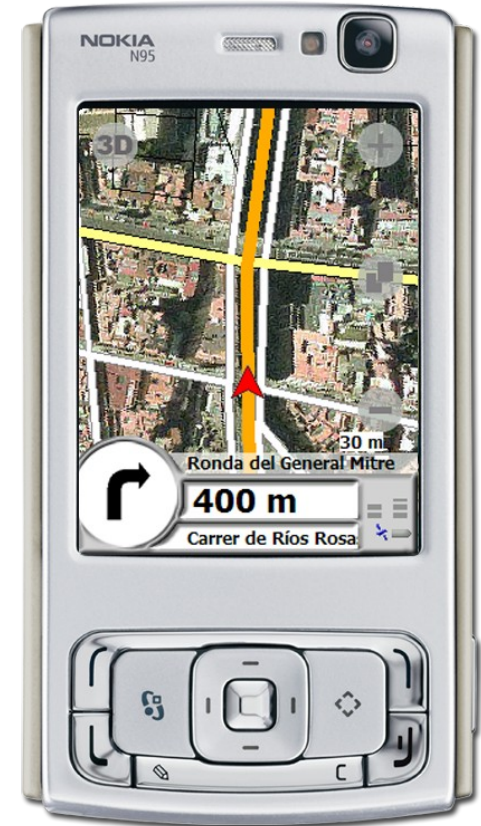 NOKIA
N95
3D
30 m
Ronda del General Mitre
400 m
Carrer de Ríos Rosa
C